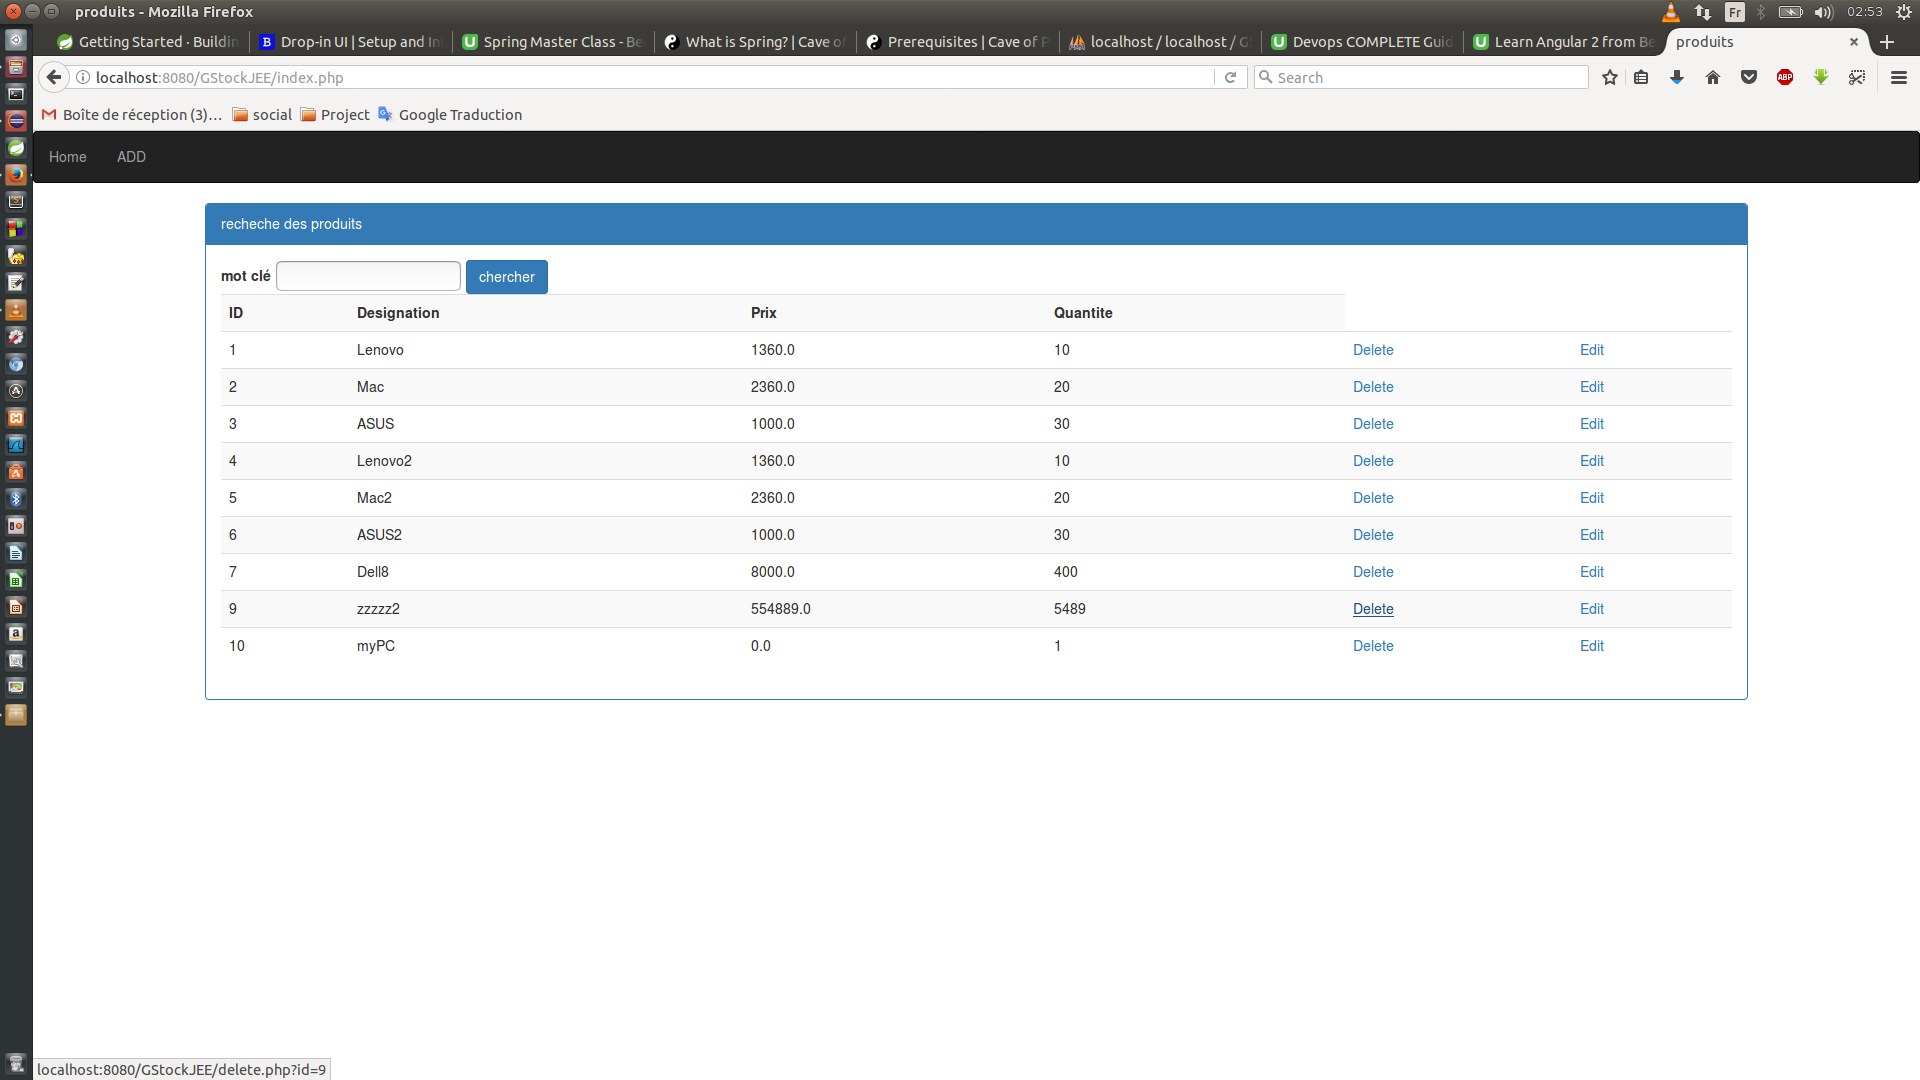 produits - Mozilla Firefox
Fr
02:53
Getting Started · Buildin
Drop-in UI | Setup and In
Spring Master Class - Be
What is Spring? | Cave of
Prerequisites | Cave of P
localhost / localhost / G
Devops COMPLETE Guid
Learn Angular 2 from Be
produits
localhost:8080/GStockJEE/index.php
Search
ABP
Boîte de réception (3)...
social
Project
Google Traduction
Home
ADD
recheche des produits
mot clé
chercher
ID Designation Prix Quantite
1 Lenovo 1360.0 10 Delete Edit
2 Mac 2360.0 20 Delete Edit
3 ASUS 1000.0 30 Delete Edit
4 Lenovo2 1360.0 10 Delete Edit
5 Mac2 2360.0 20 Delete Edit
6 ASUS2 1000.0 30 Delete Edit
7 Dell8 8000.0 400 Delete Edit
9 zzzzz2 554889.0 5489 Delete Edit
10 myPC 0.0 1 Delete Edit
localhost:8080/GStockJEE/delete.php?id=9